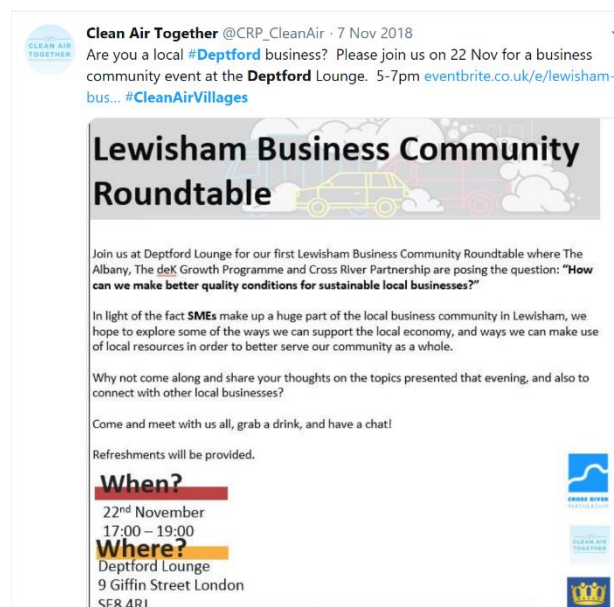 Clean Air Together @CRP_CleanAir · 7 Nov 2018
CLEAN AIR
TOGETHER
Are you a local #Deptford business? Please join us on 22 Nov for a business
community event at the Deptford Lounge. 5-7pm eventbrite.co.uk/e/lewisham-
bus... #CleanAirVillages
Lewisham Business Community
Roundtable
Join us at Deptford Lounge for our first Lewisham Business Community Roundtable where The
Albany, The deK Growth Programme and Cross River Partnership are posing the question: “How
can we make better quality conditions for sustainable local businesses?”
In light of the fact SMEs make up a huge part of the local business community in Lewisham, we
hope to explore some of the ways we can support the local economy, and ways we can make use
of local resources in order to better serve our community as a whole.
Why not come along and share your thoughts on the topics presented that evening, and also to
connect with other local businesses?
Come and meet with us all, grab a drink, and have a chat!
Refreshments will be provided.
When?
22nd November
17:00 – 19:00
Where?
Deptford Lounge
9 Giffin Street London
SE8 4RJ
CROSS RIVER
PARTNERSHIP
CLEAN AIR
TOGETHER